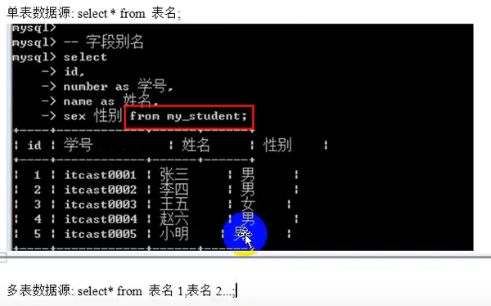 单表数据源: select * from 表名;
mysql>
mysql> -- 字段别名
mysql> select
-> id,
-> number as 学号,
-> name as 姓名,
-> sex 性别 from my_student;
+----+------------+--------+--------+
| id | 学号 | 姓名 | 性别 |
+----+------------+--------+--------+
| 1 | itcast0001 | 张三 | 男 |
| 2 | itcast0002 | 李四 | 男 |
| 3 | itcast0003 | 王五 | 女 |
| 4 | itcast0004 | 赵六 | 男 |
| 5 | itcast0005 | 小明 | 男 |
+----+------------+--------+--------+
多表数据源: select* from 表名 1,表名 2...;